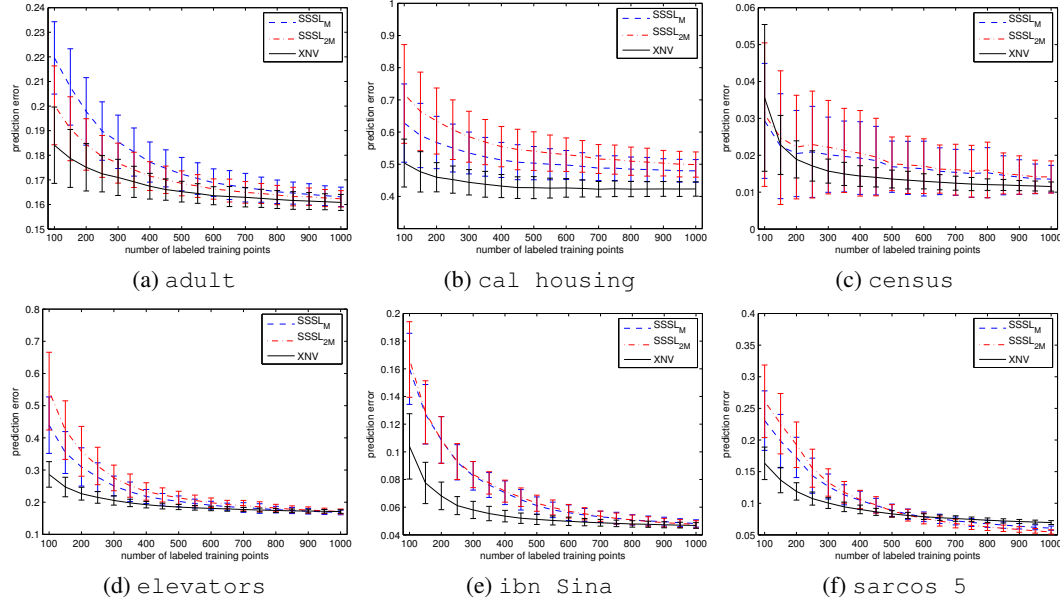 SSSL_M
SSSL_2M
XNV
prediction error
0.24
0.23
0.22
0.21
0.2
0.19
0.18
0.17
0.16
0.15
100 200 300 400 500 600 700 800 900 1000
number of labeled training points
(a) adult
SSSL_M
SSSL_2M
XNV
prediction error
1
0.9
0.8
0.7
0.6
0.5
0.4
100 200 300 400 500 600 700 800 900 1000
number of labeled training points
(b) cal housing
SSSL_M
SSSL_2M
XNV
prediction error
0.06
0.05
0.04
0.03
0.02
0.01
0
100 200 300 400 500 600 700 800 900 1000
number of labeled training points
(c) census
SSSL_M
SSSL_2M
XNV
prediction error
0.8
0.7
0.6
0.5
0.4
0.3
0.2
0.1
100 200 300 400 500 600 700 800 900 1000
number of labeled training points
(d) elevators
SSSL_M
SSSL_2M
XNV
prediction error
0.2
0.18
0.16
0.14
0.12
0.1
0.08
0.06
0.04
100 200 300 400 500 600 700 800 900 1000
number of labeled training points
(e) ibn Sina
SSSL_M
SSSL_2M
XNV
prediction error
0.4
0.35
0.3
0.25
0.2
0.15
0.1
0.05
100 200 300 400 500 600 700 800 900 1000
number of labeled training points
(f) sarcos 5